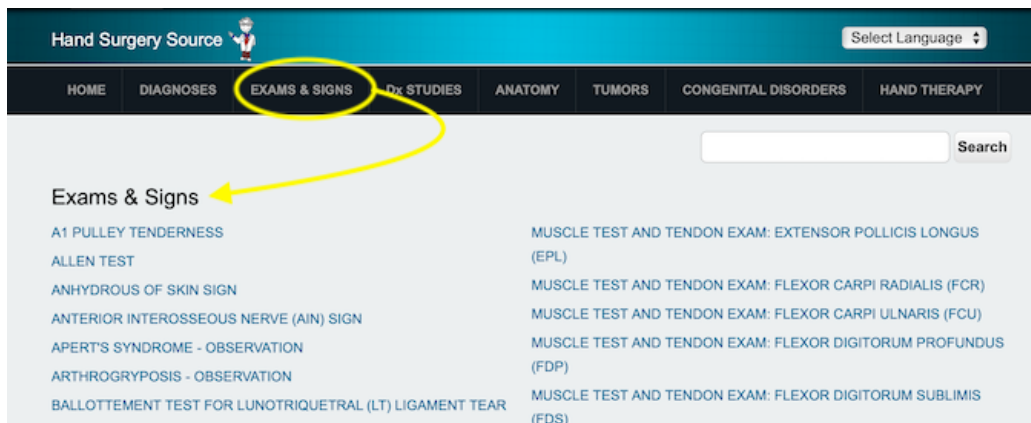 Hand Surgery Source
Select Language
HOME DIAGNOSES EXAMS & SIGNS Dx STUDIES ANATOMY TUMORS CONGENITAL DISORDERS HAND THERAPY
Search
Exams & Signs
A1 PULLEY TENDERNESS
ALLEN TEST
ANHYDROUS OF SKIN SIGN
ANTERIOR INTEROSSEOUS NERVE (AIN) SIGN
APERT'S SYNDROME - OBSERVATION
ARTHROGRYPOSIS - OBSERVATION
BALLOTTEMENT TEST FOR LUNOTRIQUETRAL (LT) LIGAMENT TEAR
MUSCLE TEST AND TENDON EXAM: EXTENSOR POLLICIS LONGUS
(EPL)
MUSCLE TEST AND TENDON EXAM: FLEXOR CARPI RADIALIS (FCR)
MUSCLE TEST AND TENDON EXAM: FLEXOR CARPI ULNARIS (FCU)
MUSCLE TEST AND TENDON EXAM: FLEXOR DIGITORUM PROFUNDUS
(FDP)
MUSCLE TEST AND TENDON EXAM: FLEXOR DIGITORUM SUBLIMIS
(FDS)